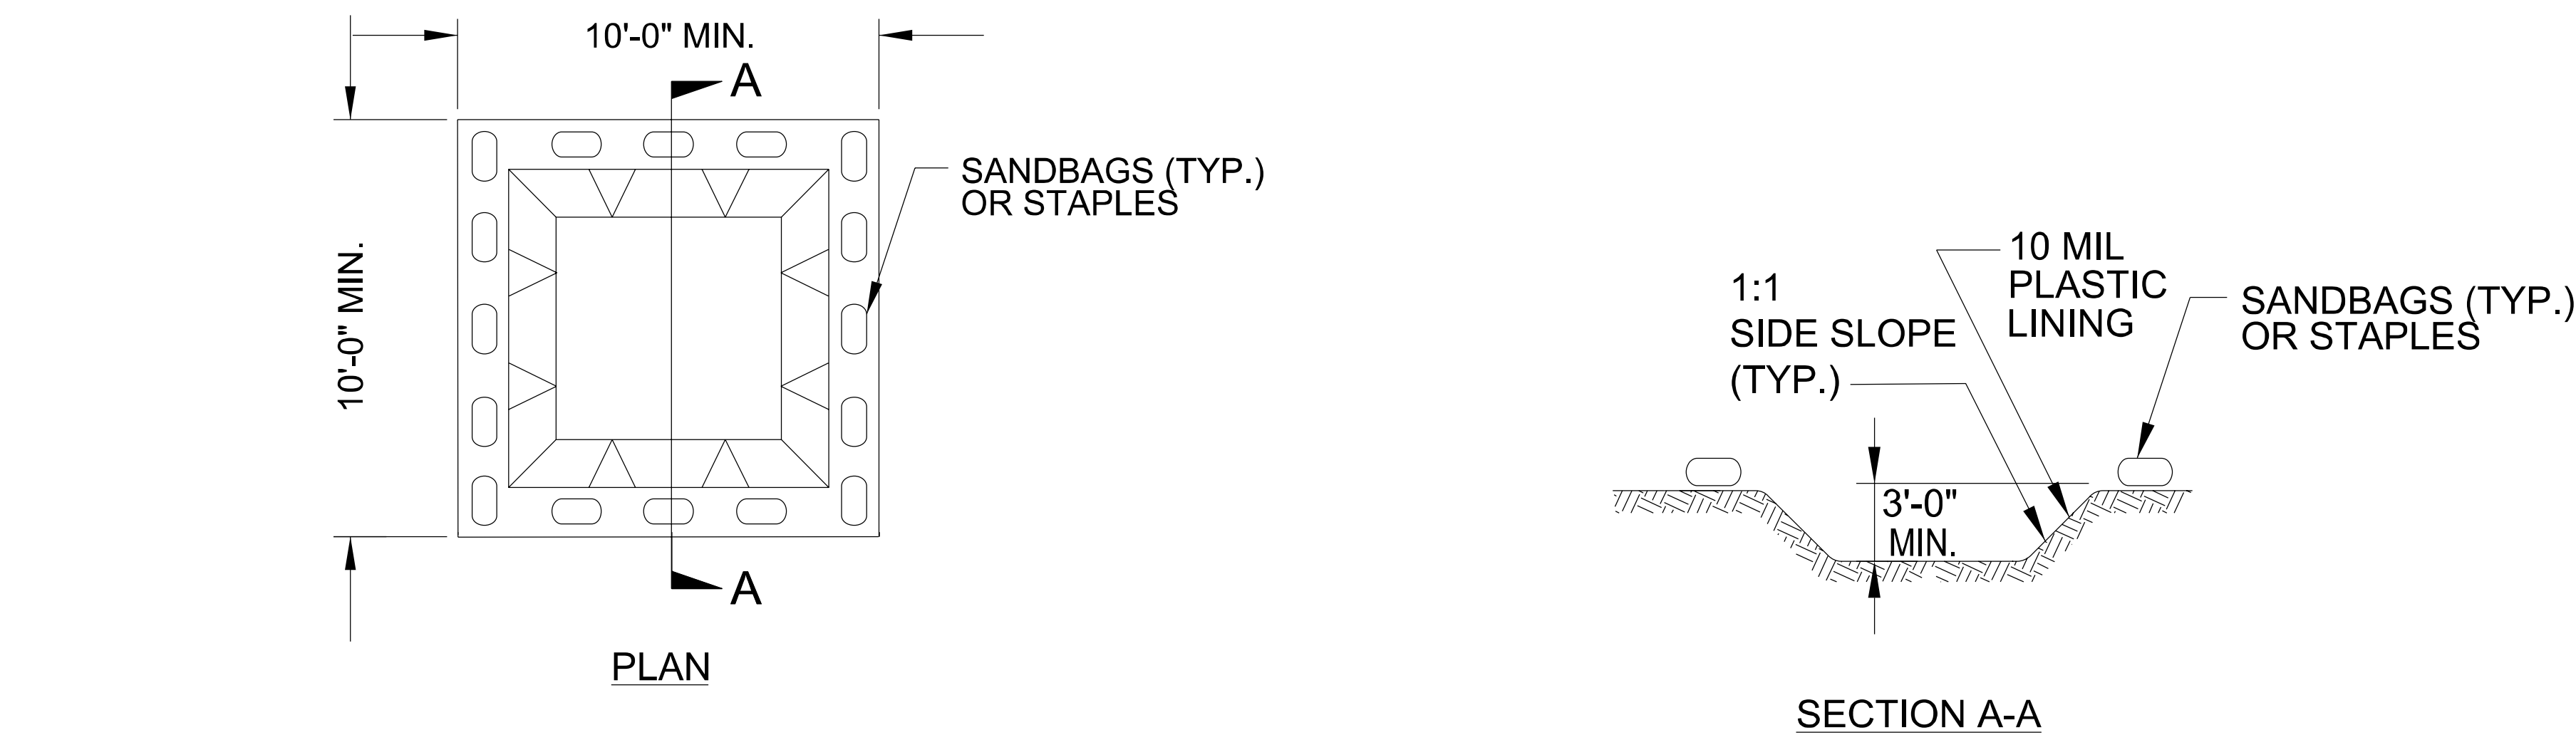 10'-0" MIN.
A
SANDBAGS (TYP.)
OR STAPLES
10'-0" MIN.
A
PLAN
10 MIL
PLASTIC
LINING
1:1
SIDE SLOPE
(TYP.)
SANDBAGS (TYP.)
OR STAPLES
3'-0"
MIN.
SECTION A-A